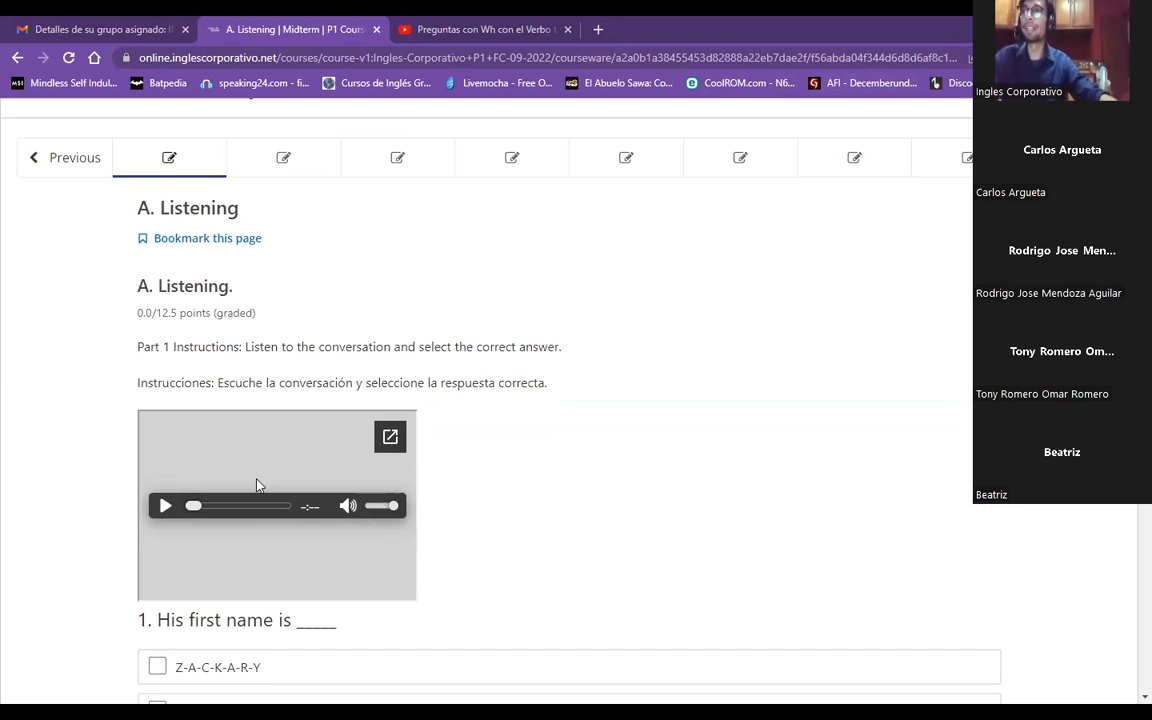 Detalles de su grupo asignado: I
A. Listening | Midterm | P1 Cours
Preguntas con Wh con el Verbo t
online.inglescorporativo.net/courses/course-v1:Ingles-Corporativo+P1+FC-09-2022/courseware/a2a0b1a38455453d82888a22eb7dae2f/f56abda04f344d6d8d6af8c1...
Mindless Self Indul...
Batpedia
speaking24.com - fi...
Cursos de Inglés Gr...
Livemocha - Free O...
El Abuelo Sawa: Co...
CoolROM.com - N6...
AFI - Decemberund...
Disco
Previous
A. Listening
Bookmark this page
A. Listening.
0.0/12.5 points (graded)
Part 1 Instructions: Listen to the conversation and select the correct answer.
Instrucciones: Escuche la conversación y seleccione la respuesta correcta.
-:--
1. His first name is _____
Z-A-C-K-A-R-Y
Ingles Corporativo
Carlos Argueta
Carlos Argueta
Rodrigo Jose Men...
Rodrigo Jose Mendoza Aguilar
Tony Romero Om...
Tony Romero Omar Romero
Beatriz
Beatriz